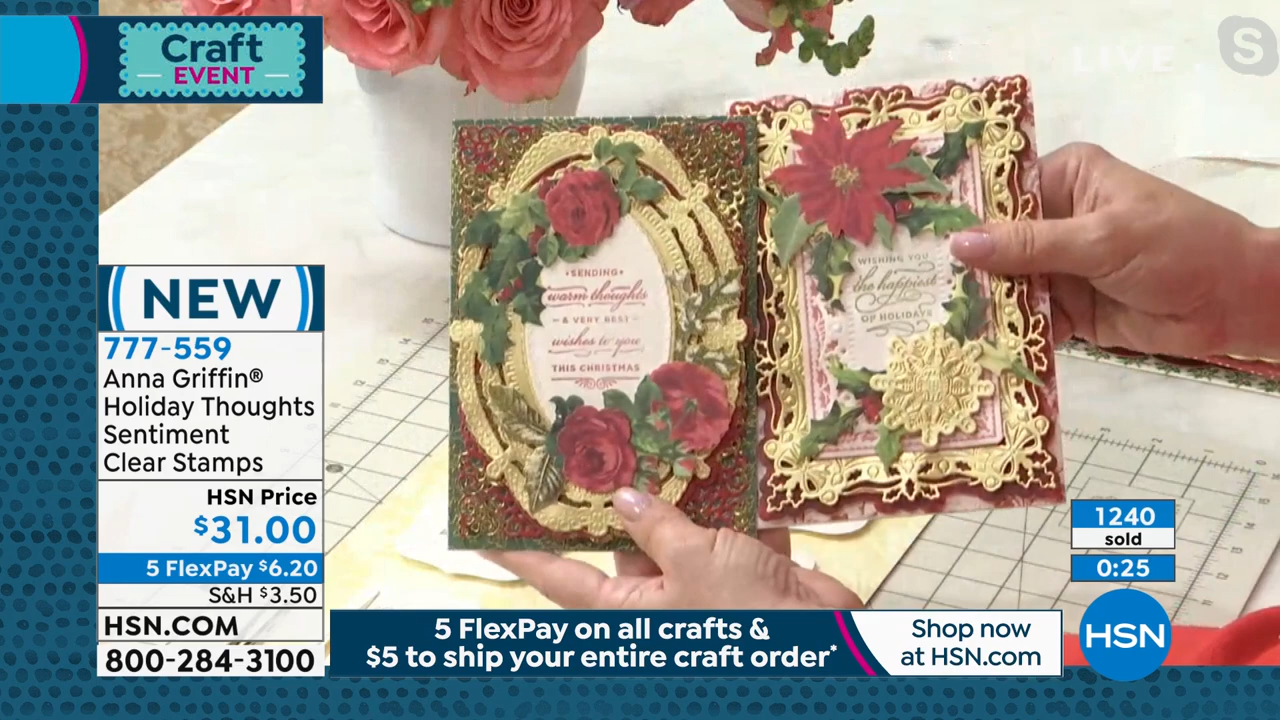 Craft
EVENT
LIVE
S
NEW
777-559
Anna Griffin®
Holiday Thoughts
Sentiment
Clear Stamps
HSN Price
$31.00
5 FlexPay $6.20
S&H $3.50
HSN.COM
800-284-3100
• SENDING •
warm thoughts
& VERY BEST
wishes to you
THIS CHRISTMAS
WISHING YOU
the happiest
OF HOLIDAYS
1240
sold
0:25
5 FlexPay on all crafts &
$5 to ship your entire craft order*
Shop now
at HSN.com
HSN